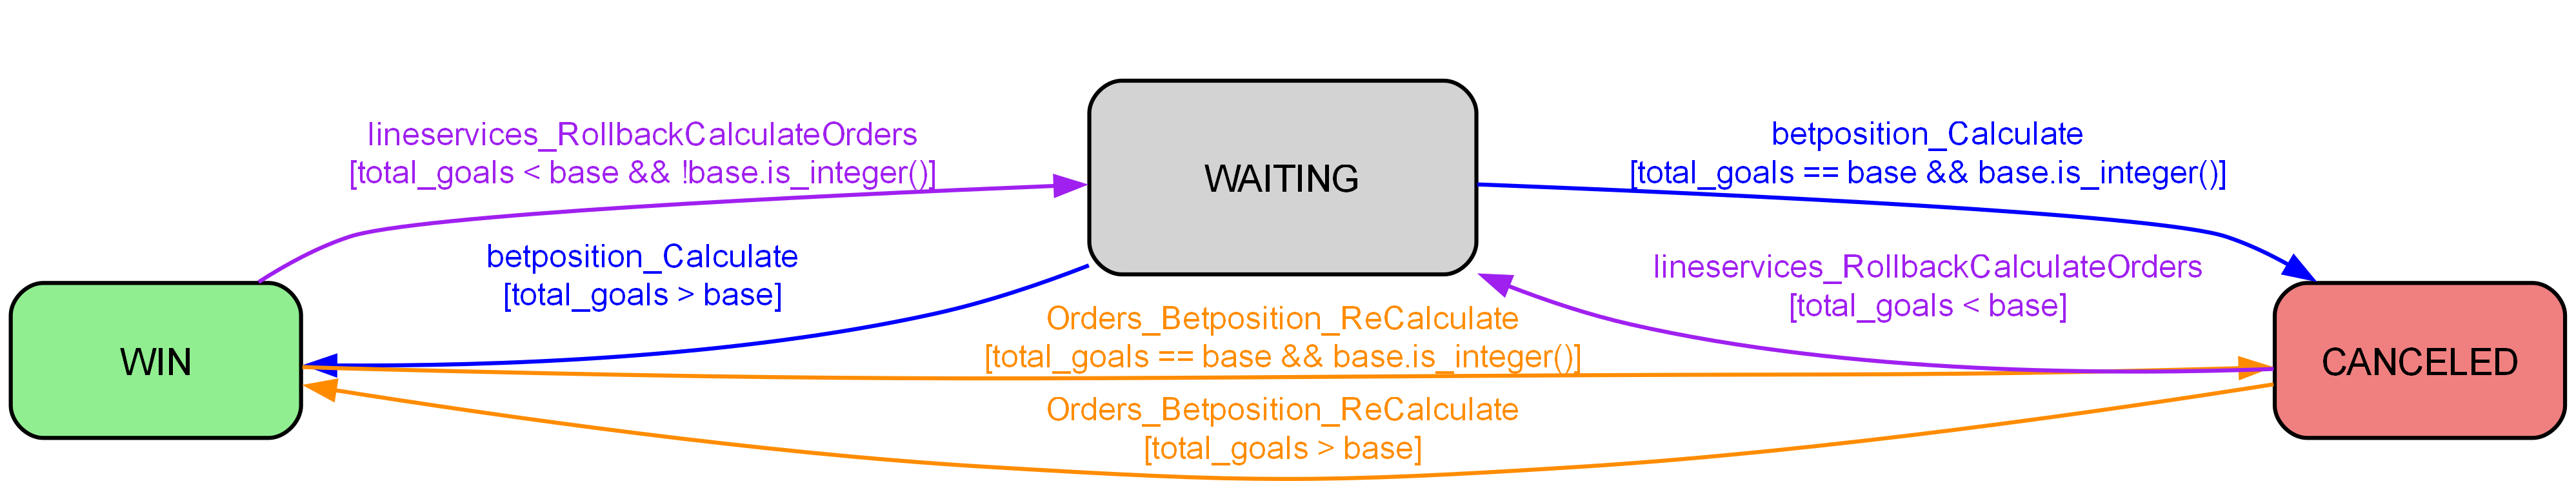 lineservices_RollbackCalculateOrders
[total_goals < base && !base.is_integer()]
WAITING
betposition_Calculate
[total_goals == base && base.is_integer()]
betposition_Calculate
[total_goals > base]
lineservices_RollbackCalculateOrders
[total_goals < base]
WIN
Orders_Betposition_ReCalculate
[total_goals == base && base.is_integer()]
CANCELED
Orders_Betposition_ReCalculate
[total_goals > base]